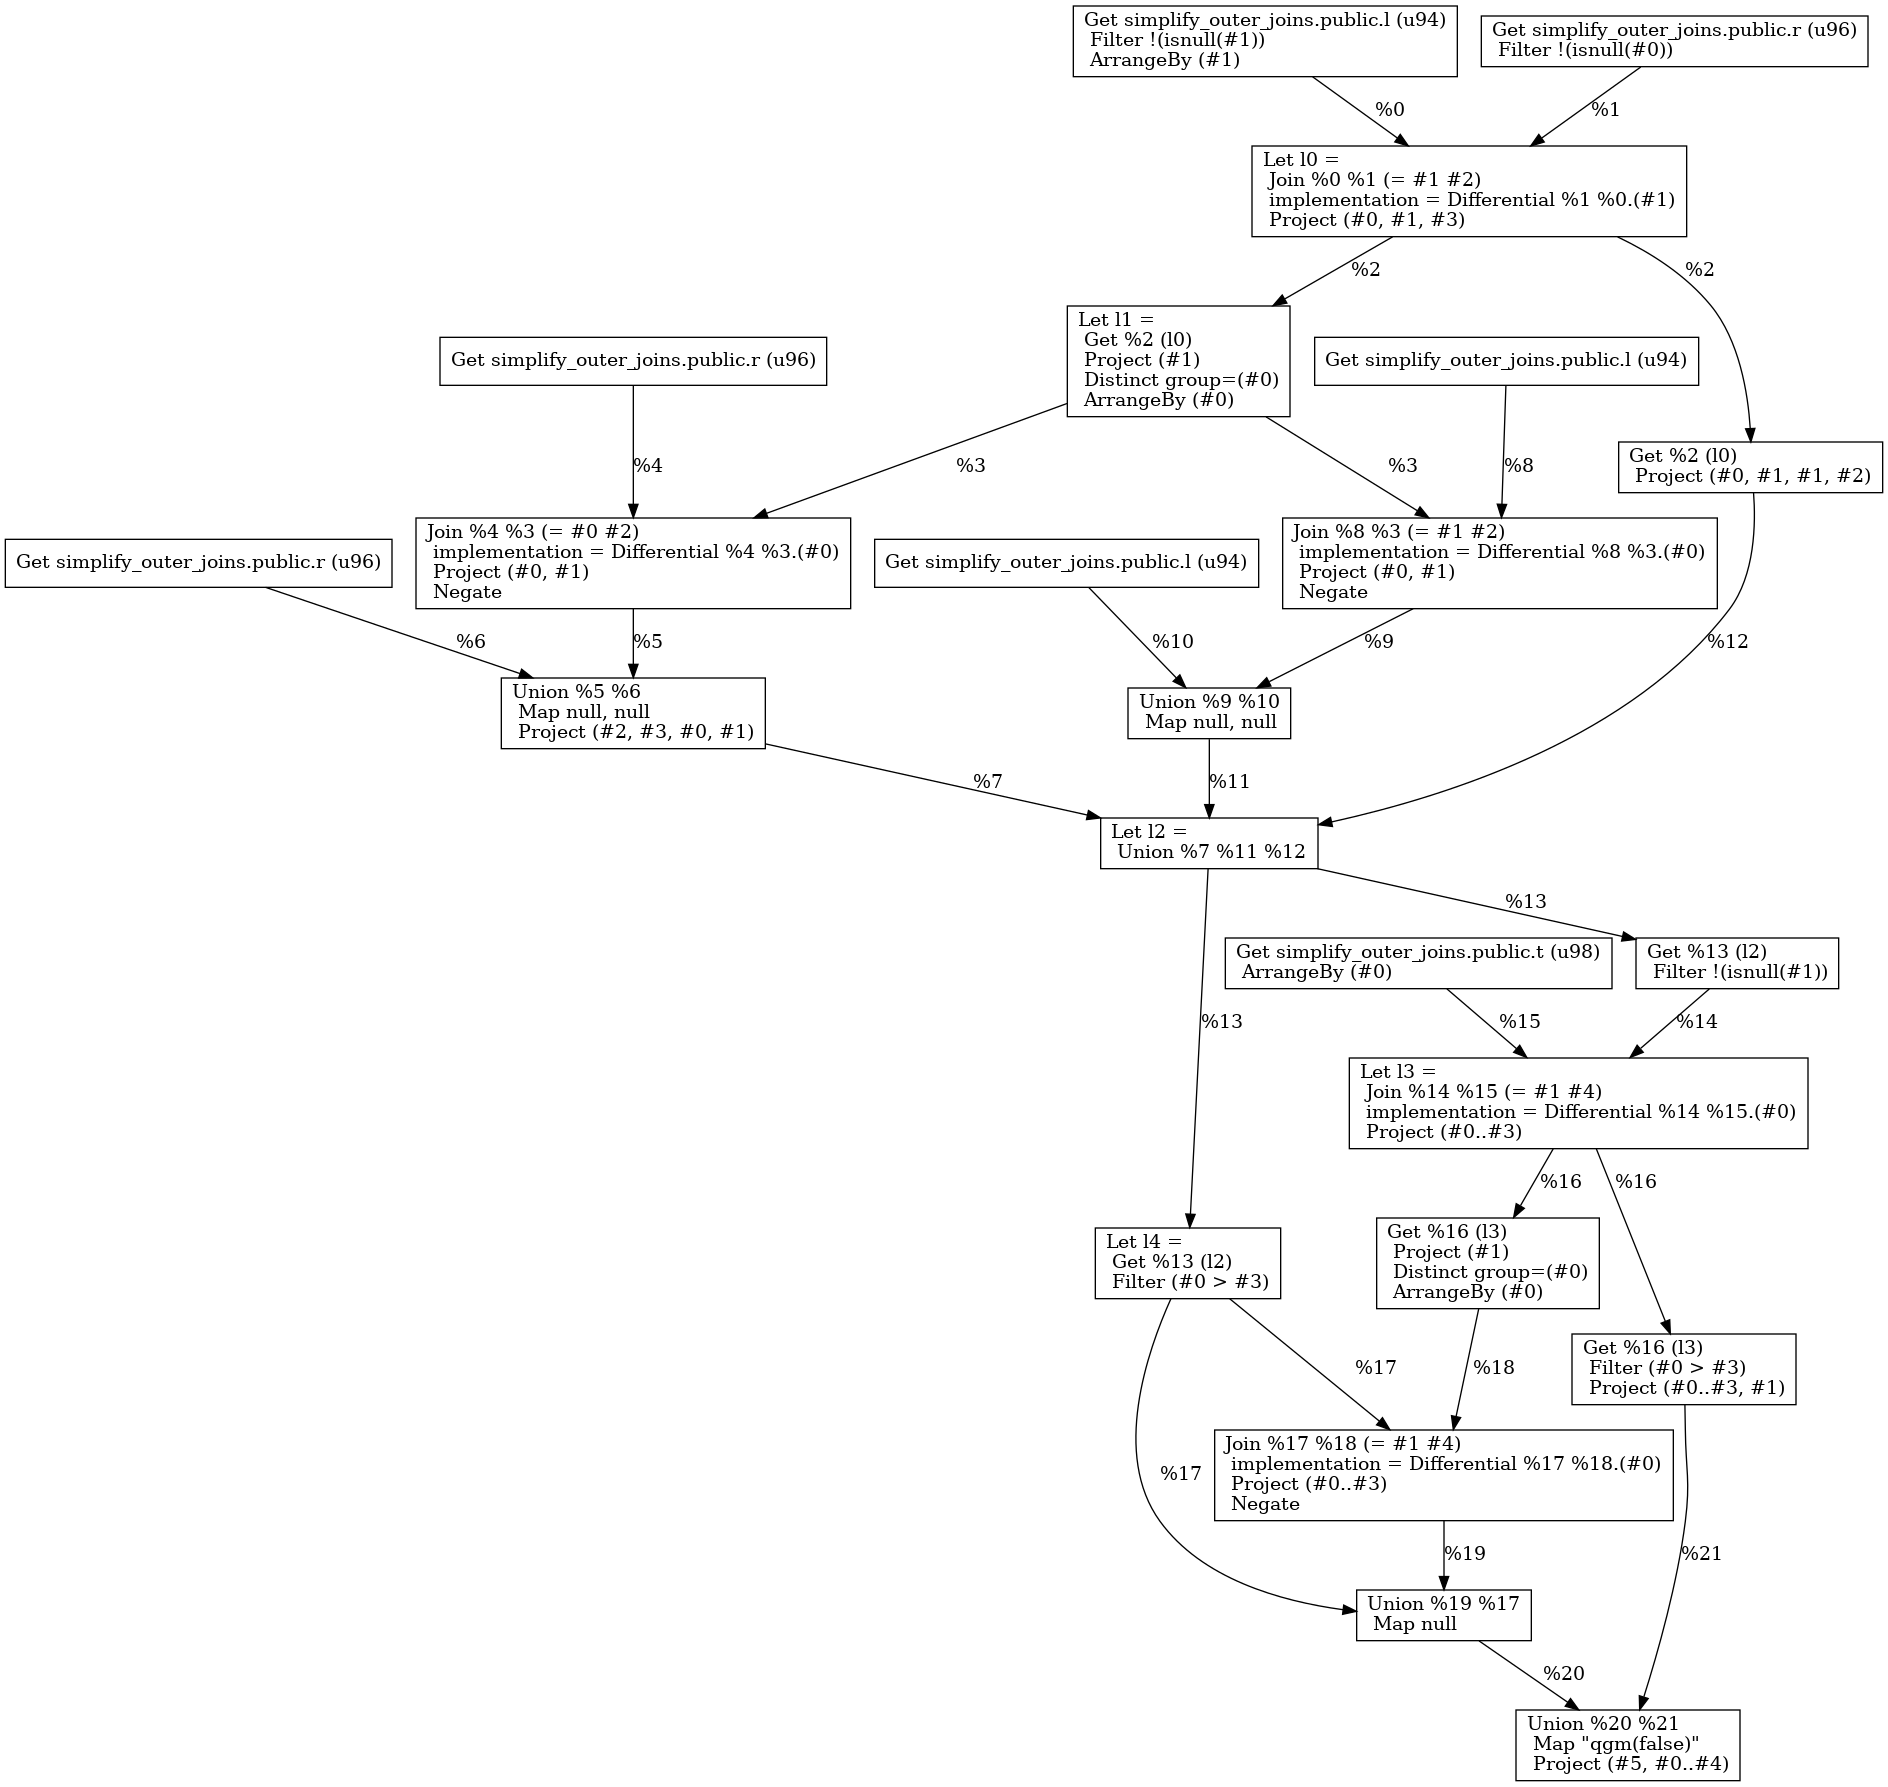 Get simplify_outer_joins.public.l (u94)
Filter !(isnull(#1))
ArrangeBy (#1)
Get simplify_outer_joins.public.r (u96)
Filter !(isnull(#0))
%0
%1
Let l0 =
Join %0 %1 (= #1 #2)
implementation = Differential %1 %0.(#1)
Project (#0, #1, #3)
%2
%2
Let l1 =
Get %2 (l0)
Project (#1)
Distinct group=(#0)
ArrangeBy (#0)
Get simplify_outer_joins.public.r (u96)
Get simplify_outer_joins.public.l (u94)
Get %2 (l0)
Project (#0, #1, #1, #2)
%4
%3
%3
%8
Join %4 %3 (= #0 #2)
implementation = Differential %4 %3.(#0)
Project (#0, #1)
Negate
Join %8 %3 (= #1 #2)
implementation = Differential %8 %3.(#0)
Project (#0, #1)
Negate
Get simplify_outer_joins.public.r (u96)
Get simplify_outer_joins.public.l (u94)
%6
%5
%10
%9
%12
Union %5 %6
Map null, null
Project (#2, #3, #0, #1)
Union %9 %10
Map null, null
%7
%11
Let l2 =
Union %7 %11 %12
%13
Get simplify_outer_joins.public.t (u98)
ArrangeBy (#0)
Get %13 (l2)
Filter !(isnull(#1))
%13
%15
%14
Let l3 =
Join %14 %15 (= #1 #4)
implementation = Differential %14 %15.(#0)
Project (#0..#3)
%16
%16
Let l4 =
Get %13 (l2)
Filter (#0 > #3)
Get %16 (l3)
Project (#1)
Distinct group=(#0)
ArrangeBy (#0)
Get %16 (l3)
Filter (#0 > #3)
Project (#0..#3, #1)
%17
%18
Join %17 %18 (= #1 #4)
implementation = Differential %17 %18.(#0)
Project (#0..#3)
Negate
%17
%19
%21
Union %19 %17
Map null
%20
Union %20 %21
Map "qgm(false)"
Project (#5, #0..#4)